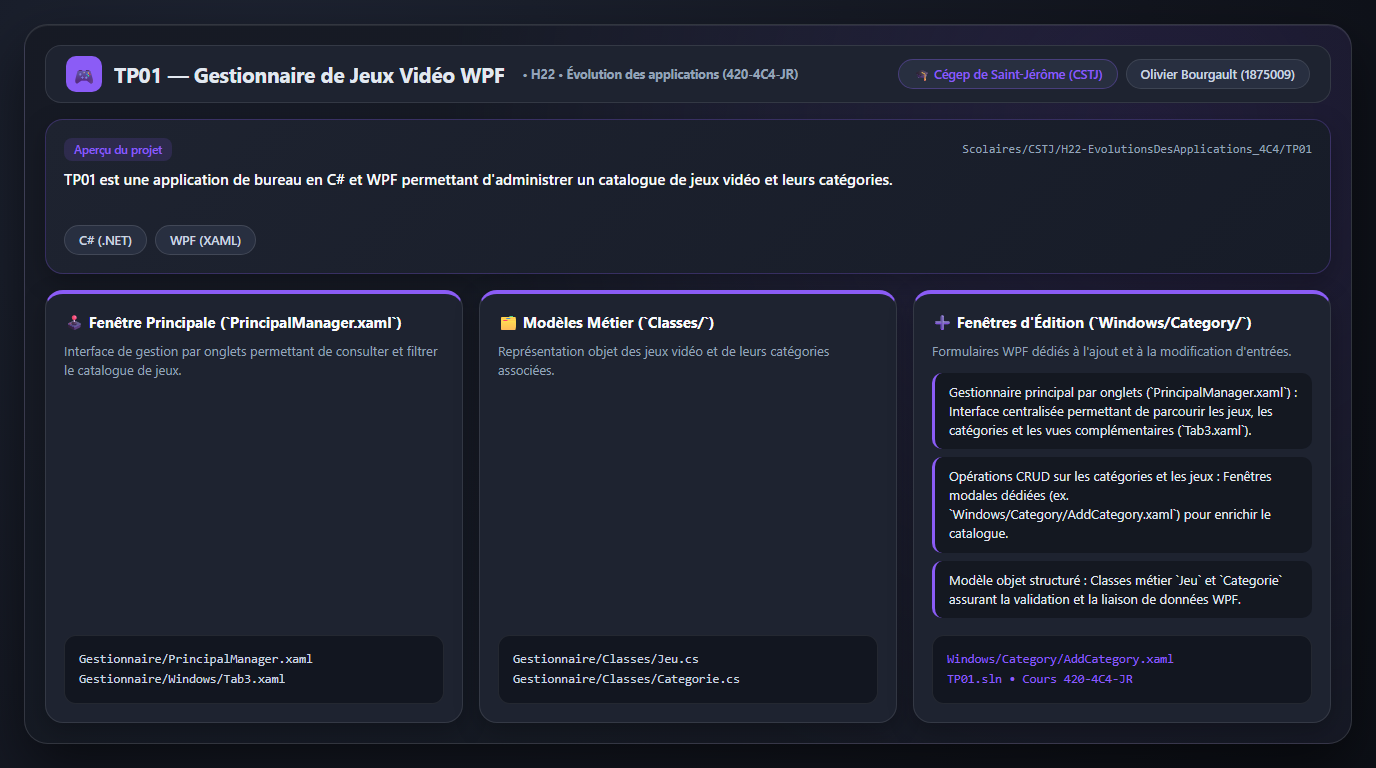 TP01 — Gestionnaire de Jeux Vidéo WPF
• H22 • Évolution des applications (420-4C4-JR)
Cégep de Saint-Jérôme (CSTJ)
Olivier Bourgault (1875009)
Aperçu du projet
Scolaires/CSTJ/H22-EvolutionsDesApplications_4C4/TP01
TP01 est une application de bureau en C# et WPF permettant d'administrer un catalogue de jeux vidéo et leurs catégories.
C# (.NET)
WPF (XAML)
Fenêtre Principale (`PrincipalManager.xaml`)
Interface de gestion par onglets permettant de consulter et filtrer
le catalogue de jeux.
Gestionnaire/PrincipalManager.xaml
Gestionnaire/Windows/Tab3.xaml
Modèles Métier (`Classes/`)
Représentation objet des jeux vidéo et de leurs catégories
associées.
Gestionnaire/Classes/Jeu.cs
Gestionnaire/Classes/Categorie.cs
Fenêtres d'Édition (`Windows/Category/`)
Formulaires WPF dédiés à l'ajout et à la modification d'entrées.
Gestionnaire principal par onglets (`PrincipalManager.xaml`) :
Interface centralisée permettant de parcourir les jeux, les
catégories et les vues complémentaires (`Tab3.xaml`).
Opérations CRUD sur les catégories et les jeux : Fenêtres
modales dédiées (ex.
`Windows/Category/AddCategory.xaml`) pour enrichir le
catalogue.
Modèle objet structuré : Classes métier `Jeu` et `Categorie`
assurant la validation et la liaison de données WPF.
Windows/Category/AddCategory.xaml
TP01.sln • Cours 420-4C4-JR